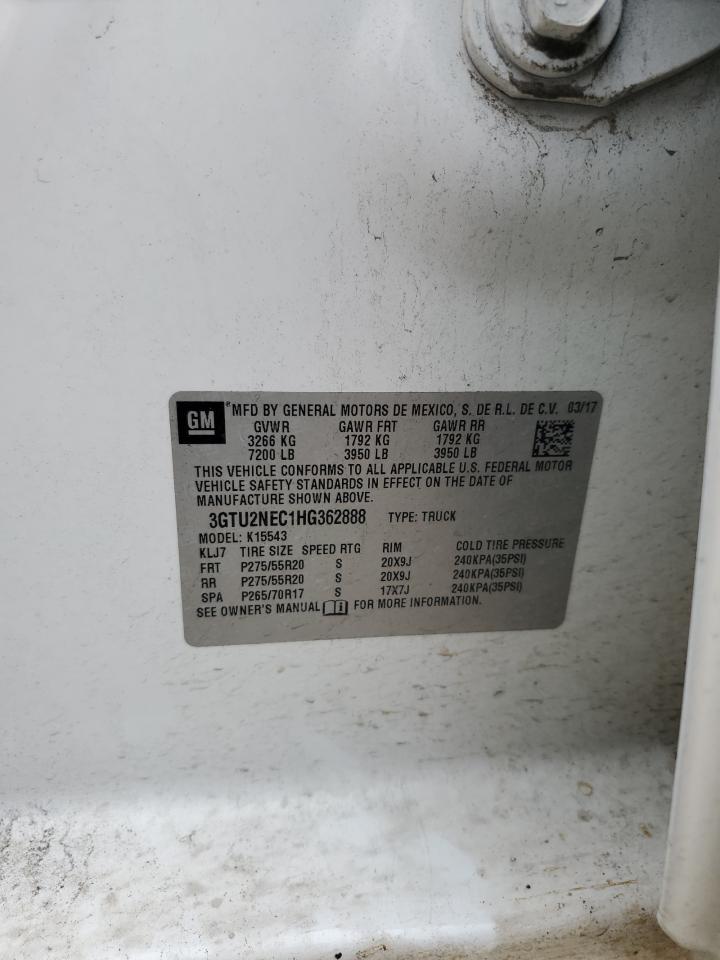 GM ® MFD BY GENERAL MOTORS DE MEXICO, S. DE R.L. DE C.V. 03/17
GVWR GAWR FRT GAWR RR
3266 KG 1792 KG 1792 KG
7200 LB 3950 LB 3950 LB
THIS VEHICLE CONFORMS TO ALL APPLICABLE U.S. FEDERAL MOTOR
VEHICLE SAFETY STANDARDS IN EFFECT ON THE DATE OF
MANUFACTURE SHOWN ABOVE.
3GTU2NEC1HG362888 TYPE: TRUCK
MODEL: K15543
KLJ7 TIRE SIZE SPEED RTG RIM COLD TIRE PRESSURE
FRT P275/55R20 S 20X9J 240KPA(35PSI)
RR P275/55R20 S 20X9J 240KPA(35PSI)
SPA P265/70R17 S 17X7J 240KPA(35PSI)
SEE OWNER'S MANUAL FOR MORE INFORMATION.